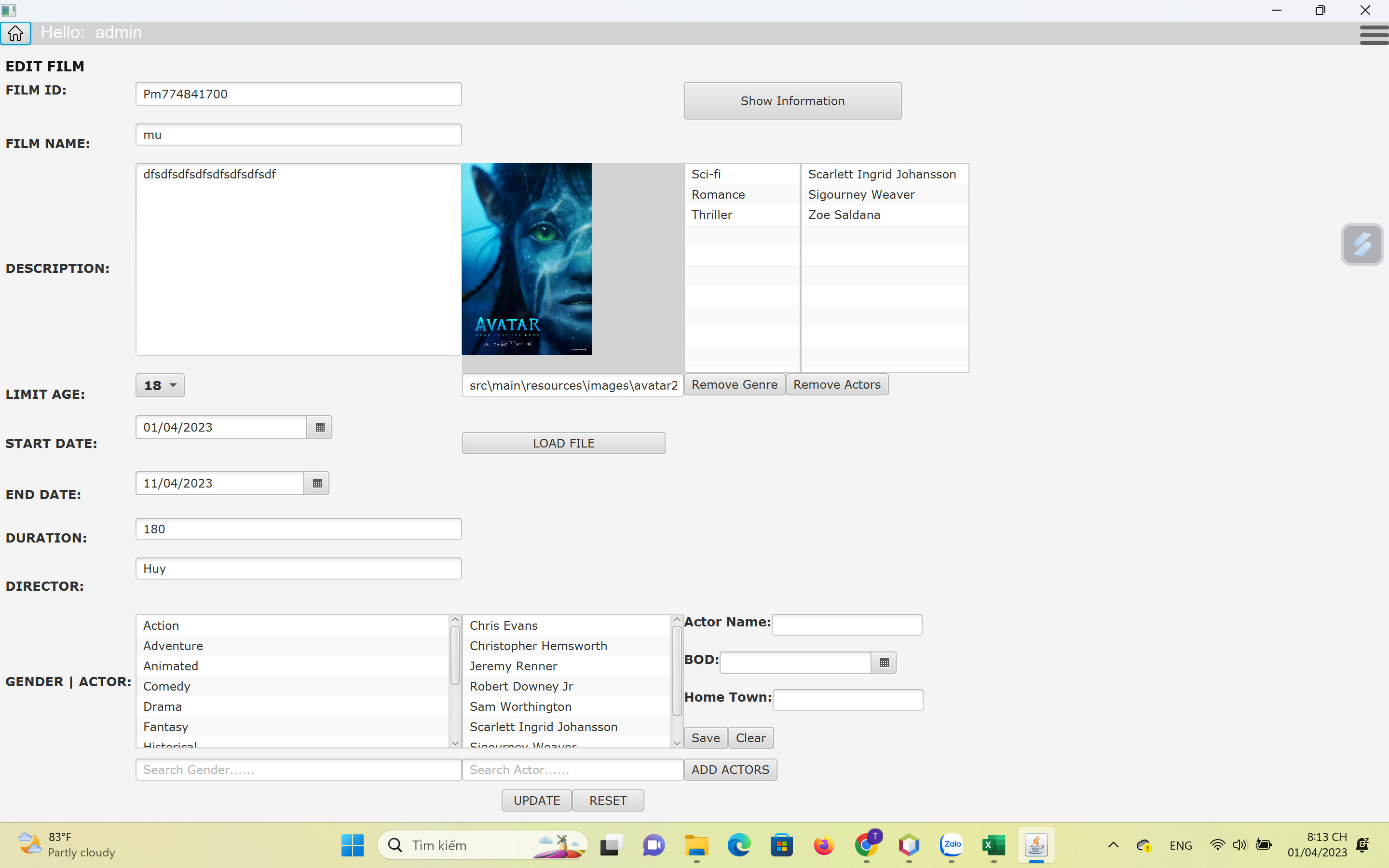 Hello: admin
EDIT FILM
FILM ID:
Pm774841700
Show Information
FILM NAME:
mu
DESCRIPTION:
dfsdfsdfsdfsdfsdfsdfsdf
AVATAR
Sci-fi
Romance
Thriller
Scarlett Ingrid Johansson
Sigourney Weaver
Zoe Saldana
LIMIT AGE:
18
src\main\resources\images\avatar2
Remove Genre
Remove Actors
START DATE:
01/04/2023
LOAD FILE
END DATE:
11/04/2023
DURATION:
180
DIRECTOR:
Huy
GENDER | ACTOR:
Action
Adventure
Animated
Comedy
Drama
Fantasy
Historical
Chris Evans
Christopher Hemsworth
Jeremy Renner
Robert Downey Jr
Sam Worthington
Scarlett Ingrid Johansson
Sigourney Weaver
Actor Name:
BOD:
Home Town:
Save
Clear
Search Gender......
Search Actor......
ADD ACTORS
UPDATE
RESET
83°F
Partly cloudy
Tìm kiếm
T
Zalo
ENG
8:13 CH
01/04/2023